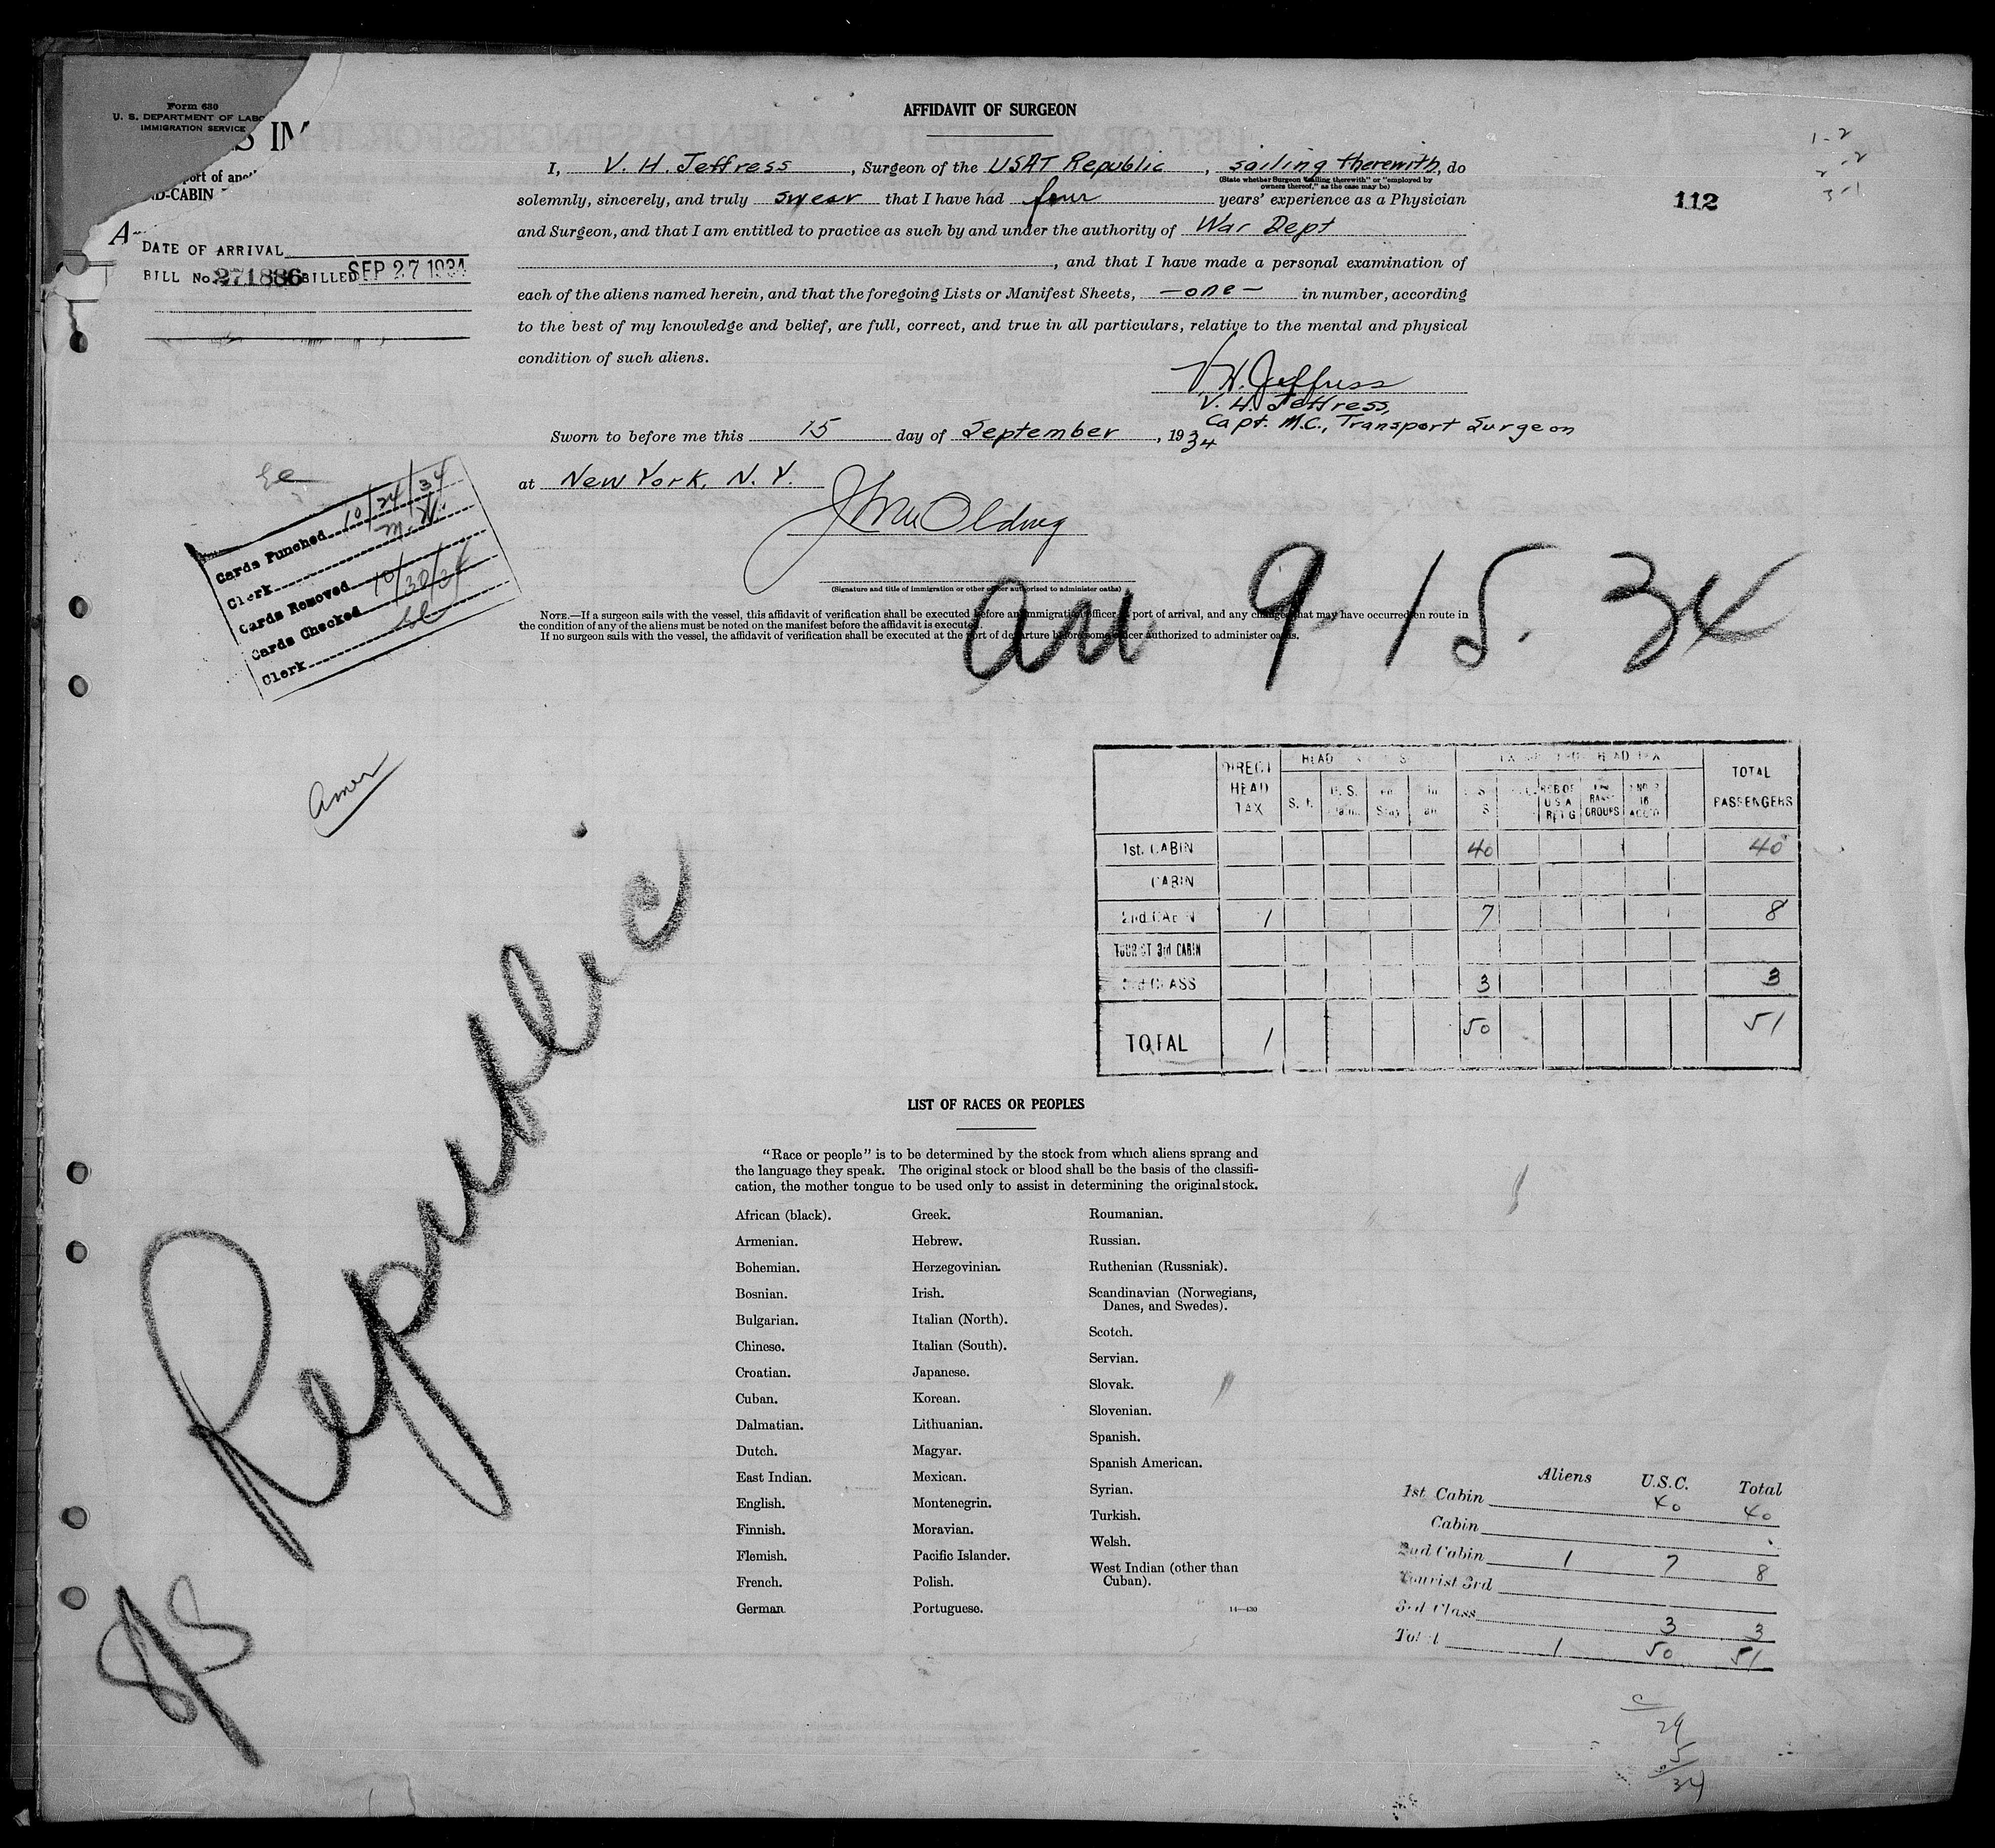 Form 630
U. S. DEPARTMENT OF LABO
IMMIGRATION SERVICE
S IM
port of
D-CABIN
A
DATE OF ARRIVAL
BILL No. 271886 BILLED SEP 27 1934
112
AFFIDAVIT OF SURGEON
I, V. H. Jeffress, Surgeon of the USAT Republic, sailing therewith, do
(State whether Surgeon "sailing therewith" or "employed by
owners thereof," as the case may be)
solemnly, sincerely, and truly swear that I have had four years' experience as a Physician
and Surgeon, and that I am entitled to practice as such by and under the authority of War Dept
, and that I have made a personal examination of
each of the aliens named herein, and that the foregoing Lists or Manifest Sheets, —one— in number, according
to the best of my knowledge and belief, are full, correct, and true in all particulars, relative to the mental and physical
condition of such aliens.
V. H. Jeffress
V. H. Jeffress,
Capt. M.C., Transport Surgeon
Sworn to before me this 15 day of September, 1934
at New York, N. Y.
(Signature and title of immigration or other officer authorized to administer oaths)
NOTE.—If a surgeon sails with the vessel, this affidavit of verification shall be executed before an immigration officer at port of arrival, and any changes that may have occurred en route in
the condition of any of the aliens must be noted on the manifest before the affidavit is executed.
If no surgeon sails with the vessel, the affidavit of verification shall be executed at the port of departure before some officer authorized to administer oaths.
9 15. 34
Cards Punched 10/24/34
Clerk M.N.
Cards Removed
Cards Checked 10/30/34
Clerk
Amer
Republic
DIRECT HEAD TAX
TOTAL PASSENGERS
1st. CABIN 40 40
CABIN
2nd CABIN 1 7 8
TOURIST 3rd CABIN
3rd CLASS 3 3
TOTAL 1 50 51
LIST OF RACES OR PEOPLES
"Race or people" is to be determined by the stock from which aliens sprang and
the language they speak. The original stock or blood shall be the basis of the classifi-
cation, the mother tongue to be used only to assist in determining the original stock.
African (black).
Armenian.
Bohemian.
Bosnian.
Bulgarian.
Chinese.
Croatian.
Cuban.
Dalmatian.
Dutch.
East Indian.
English.
Finnish.
Flemish.
French.
German
Greek.
Hebrew.
Herzegovinian.
Irish.
Italian (North).
Italian (South).
Japanese.
Korean.
Lithuanian.
Magyar.
Mexican.
Montenegrin.
Moravian.
Pacific Islander.
Polish.
Portuguese.
Roumanian.
Russian.
Ruthenian (Russniak).
Scandinavian (Norwegians,
Danes, and Swedes).
Scotch.
Servian.
Slovak.
Slovenian.
Spanish.
Spanish American.
Syrian.
Turkish.
Welsh.
West Indian (other than
Cuban).
14—430
Aliens U.S.C. Total
1st Cabin 40 40
Cabin
2nd Cabin 1 7 8
Tourist 3rd
3rd Class 3 3
Total 1 50 51
29
5
34